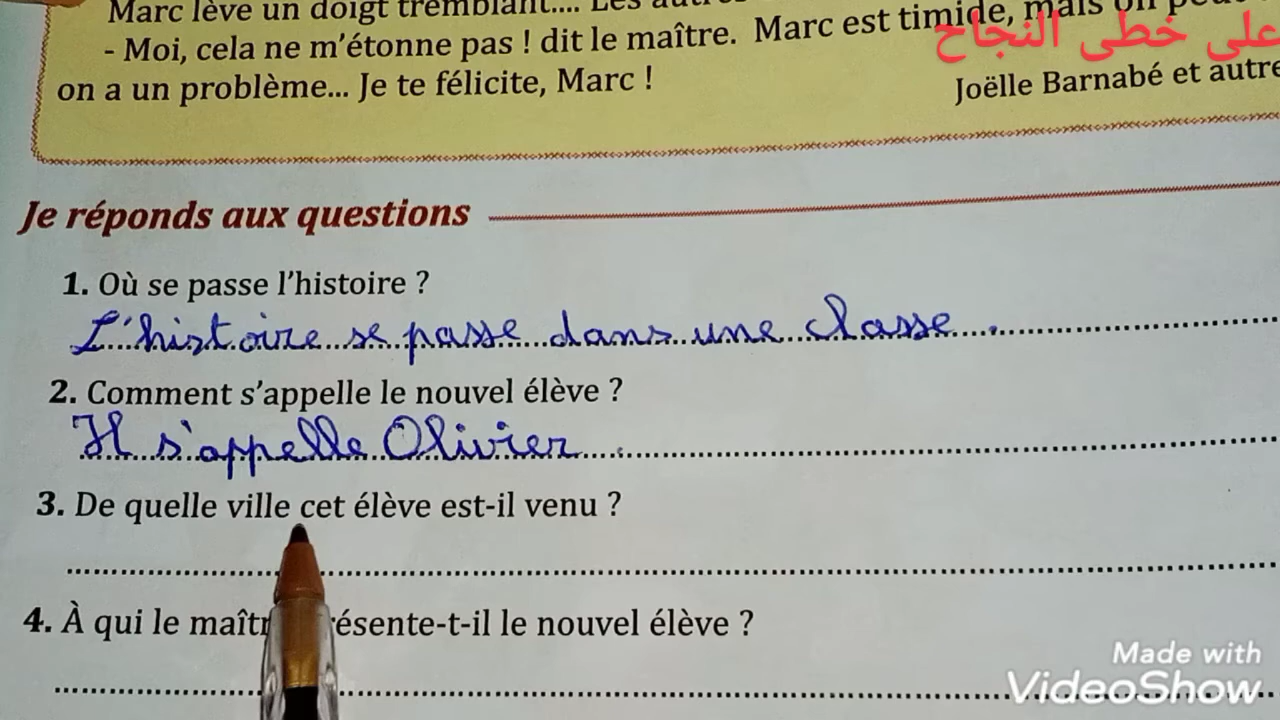 Marc lève un doigt tremblant.... Les autres
- Moi, cela ne m'étonne pas ! dit le maître. Marc est timide, mais on
على خطى النجاح
on a un problème... Je te félicite, Marc !
Joëlle Barnabé et autre
Je réponds aux questions
1. Où se passe l'histoire ?
L'histoire se passe dans une classe.
2. Comment s'appelle le nouvel élève ?
Il s'appelle Olivier.
3. De quelle ville cet élève est-il venu ?
4. À qui le maîtr ésente-t-il le nouvel élève ?
Made with
VideoShow